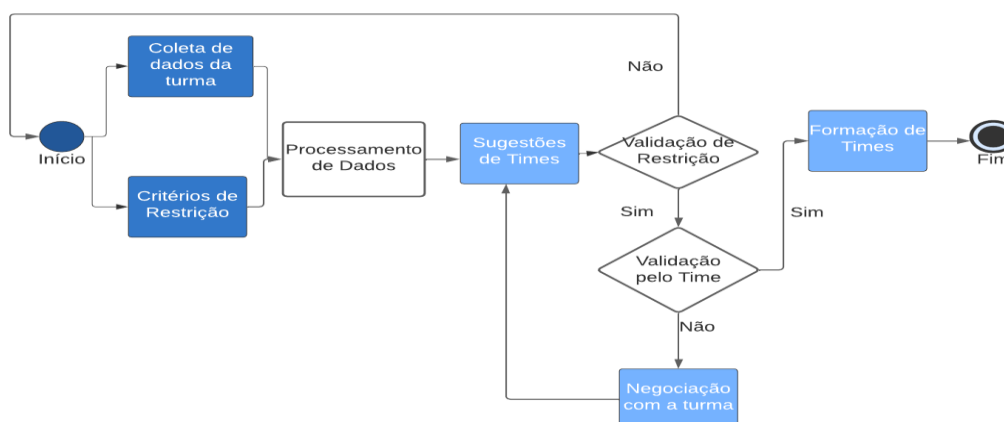 Coleta de
dados da
turma
Início
Critérios de
Restrição
Processamento
de Dados
Sugestões
de Times
Não
Validação de
Restrição
Sim
Validação
pelo Time
Não
Negociação
com a turma
Sim
Formação de
Times
Fim